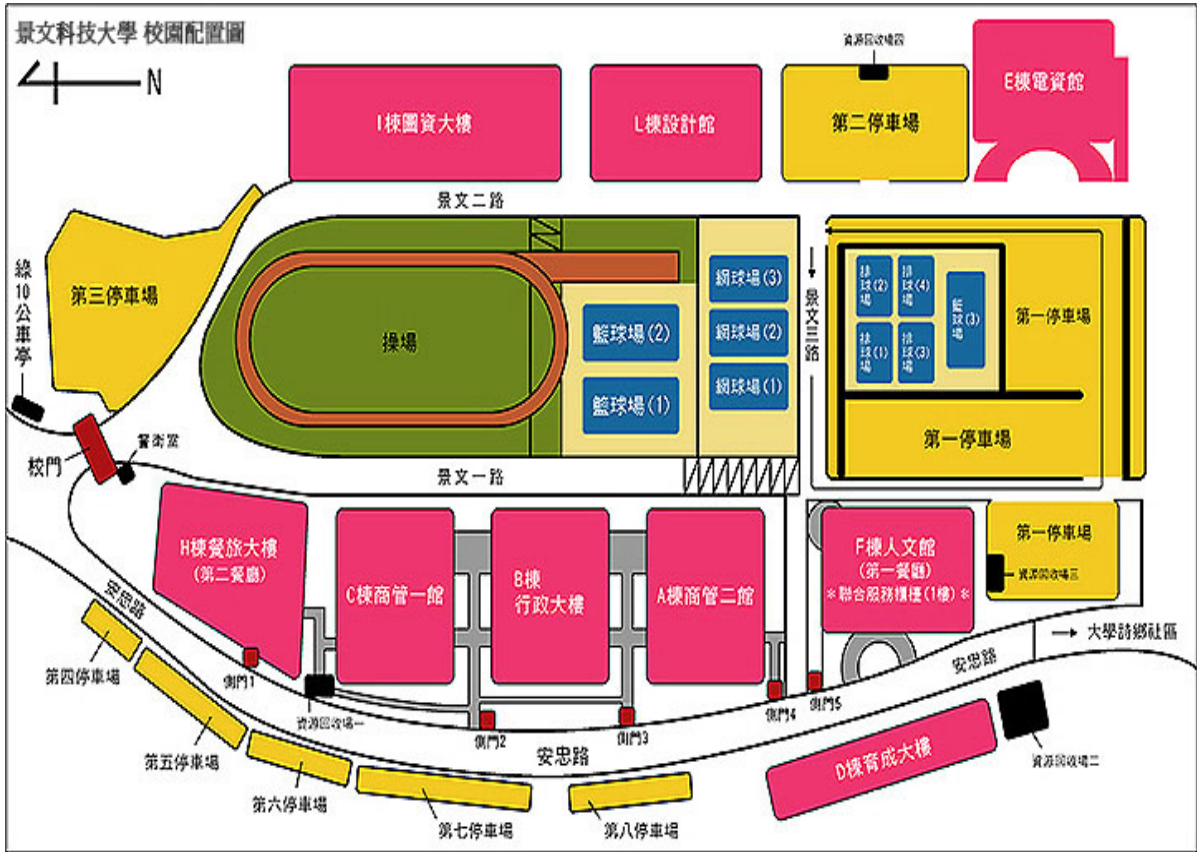 景文科技大學 校園配置圖
N
資源回收場四
I棟圖資大樓
L棟設計館
第二停車場
E棟電資館
景文二路
第三停車場
綠10公車亭
操場
籃球場(2)
籃球場(1)
網球場(3)
網球場(2)
網球場(1)
景文三路
排球場(2)
排球場(4)
排球場(1)
排球場(3)
籃球場(3)
第一停車場
第一停車場
校門
警衛室
景文一路
H棟餐旅大樓
(第二餐廳)
C棟商管一館
B棟
行政大樓
A棟商管二館
F棟人文館
(第一餐廳)
*聯合服務櫃檯(1樓)*
第一停車場
資源回收場三
安忠路
大學詩鄉社區
安忠路
第四停車場
側門1
資源回收場一
側門2
側門3
側門4
側門5
第五停車場
安忠路
第六停車場
第七停車場
第八停車場
D棟育成大樓
資源回收場二